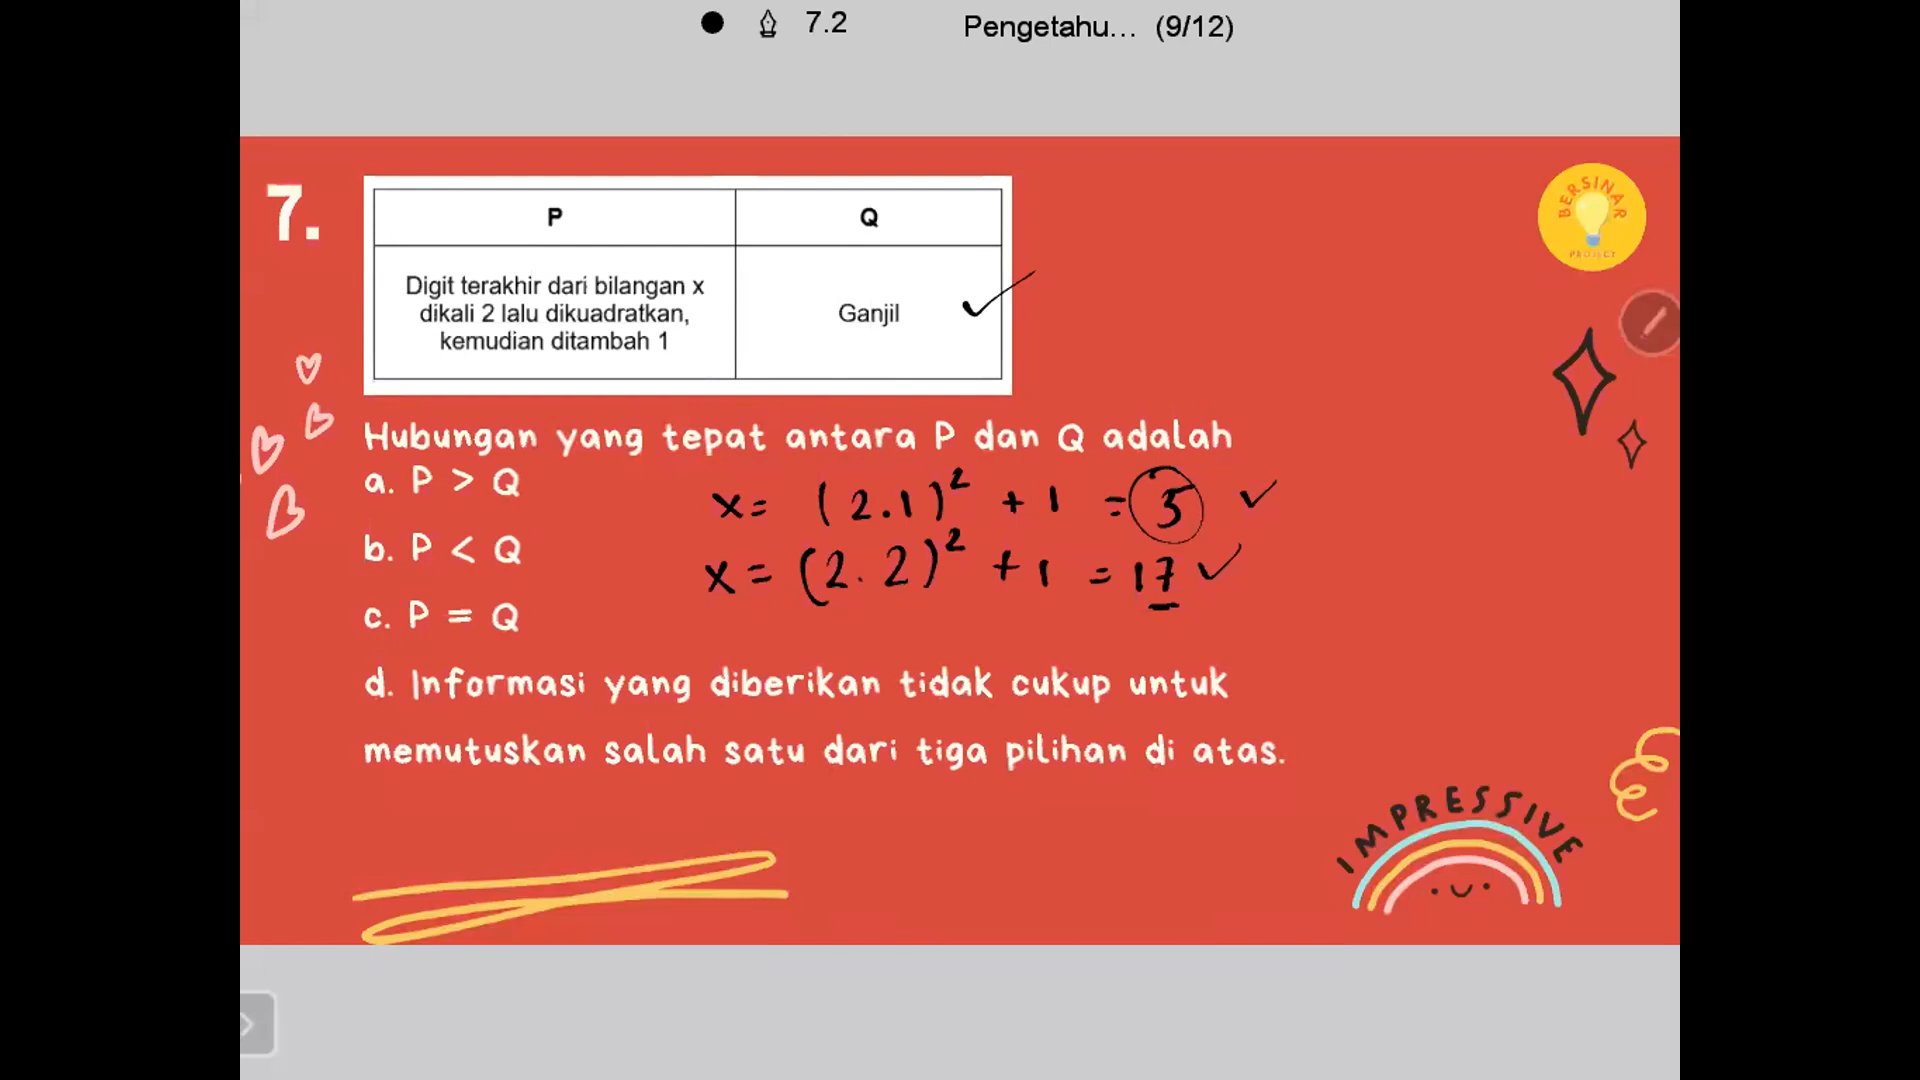 7.2 Pengetahu... (9/12)
7.
P Q
Digit terakhir dari bilangan x
dikali 2 lalu dikuadratkan,
kemudian ditambah 1
Ganjil
BERSINAR
PROJECT
Hubungan yang tepat antara P dan Q adalah
a. P > Q
x = (2.1)² + 1 = 5
b. P < Q
x = (2.2)² + 1 = 17
c. P = Q
d. Informasi yang diberikan tidak cukup untuk
memutuskan salah satu dari tiga pilihan di atas.
IMPRESSIVE